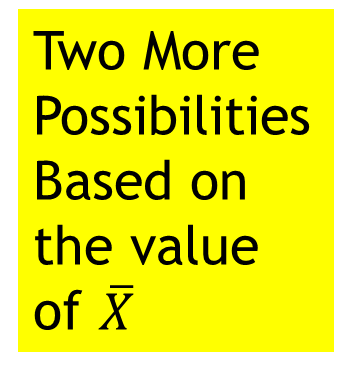 Two More
Possibilities
Based on
the value
of X̅